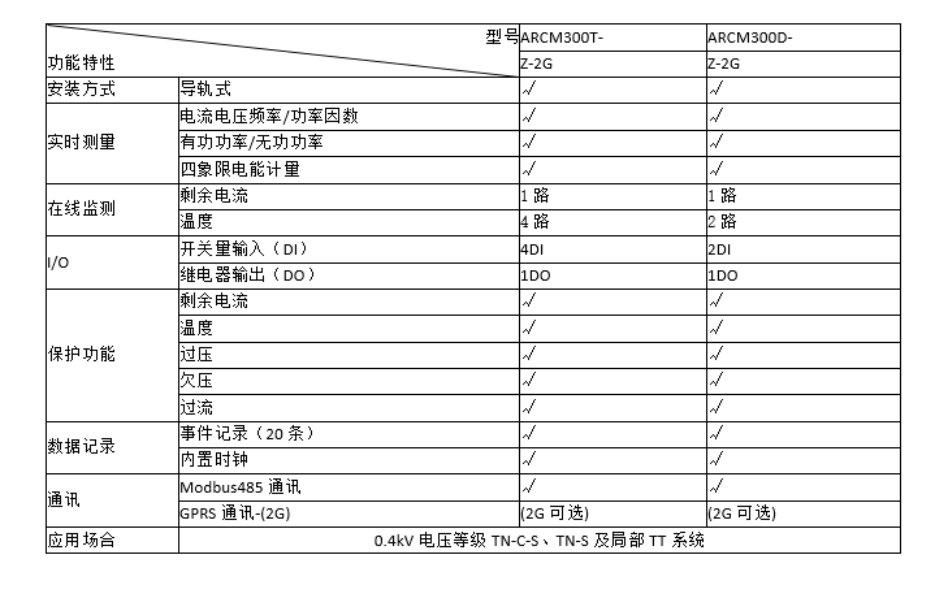 型号 ARCM300T- ARCM300D-
功能特性 Z-2G Z-2G
安装方式 导轨式 √ √
电流电压频率/功率因数 √ √
实时测量 有功功率/无功功率 √ √
四象限电能计量 √ √
剩余电流 1 路 1 路
在线监测
温度 4 路 2 路
开关量输入（DI） 4DI 2DI
I/O
继电器输出（DO） 1DO 1DO
剩余电流 √ √
温度 √ √
保护功能 过压 √ √
欠压 √ √
过流 √ √
事件记录（20 条） √ √
数据记录
内置时钟 √ √
Modbus485 通讯 √ √
通讯
GPRS 通讯-(2G) (2G 可选) (2G 可选)
应用场合 0.4kV 电压等级 TN-C-S、TN-S 及局部 TT 系统